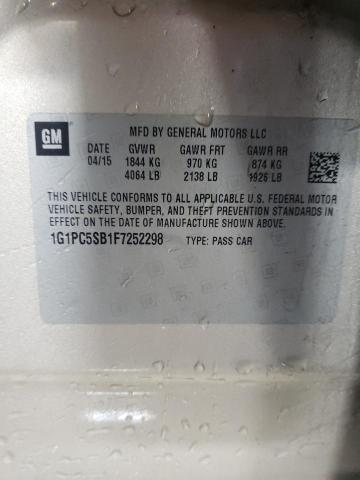 GM
MFD BY GENERAL MOTORS LLC
DATE GVWR GAWR FRT GAWR RR
04/15 1844 KG 970 KG 874 KG
4064 LB 2138 LB 1926 LB
THIS VEHICLE CONFORMS TO ALL APPLICABLE U.S. FEDERAL MOTOR
VEHICLE SAFETY, BUMPER, AND THEFT PREVENTION STANDARDS IN
EFFECT ON THE DATE OF MANUFACTURE SHOWN ABOVE.
1G1PC5SB1F7252298 TYPE: PASS CAR